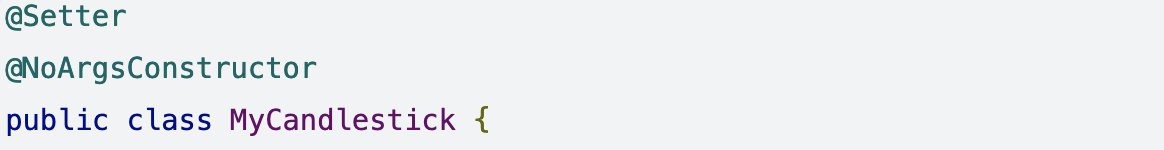 @Setter
@NoArgsConstructor
public class MyCandlestick {